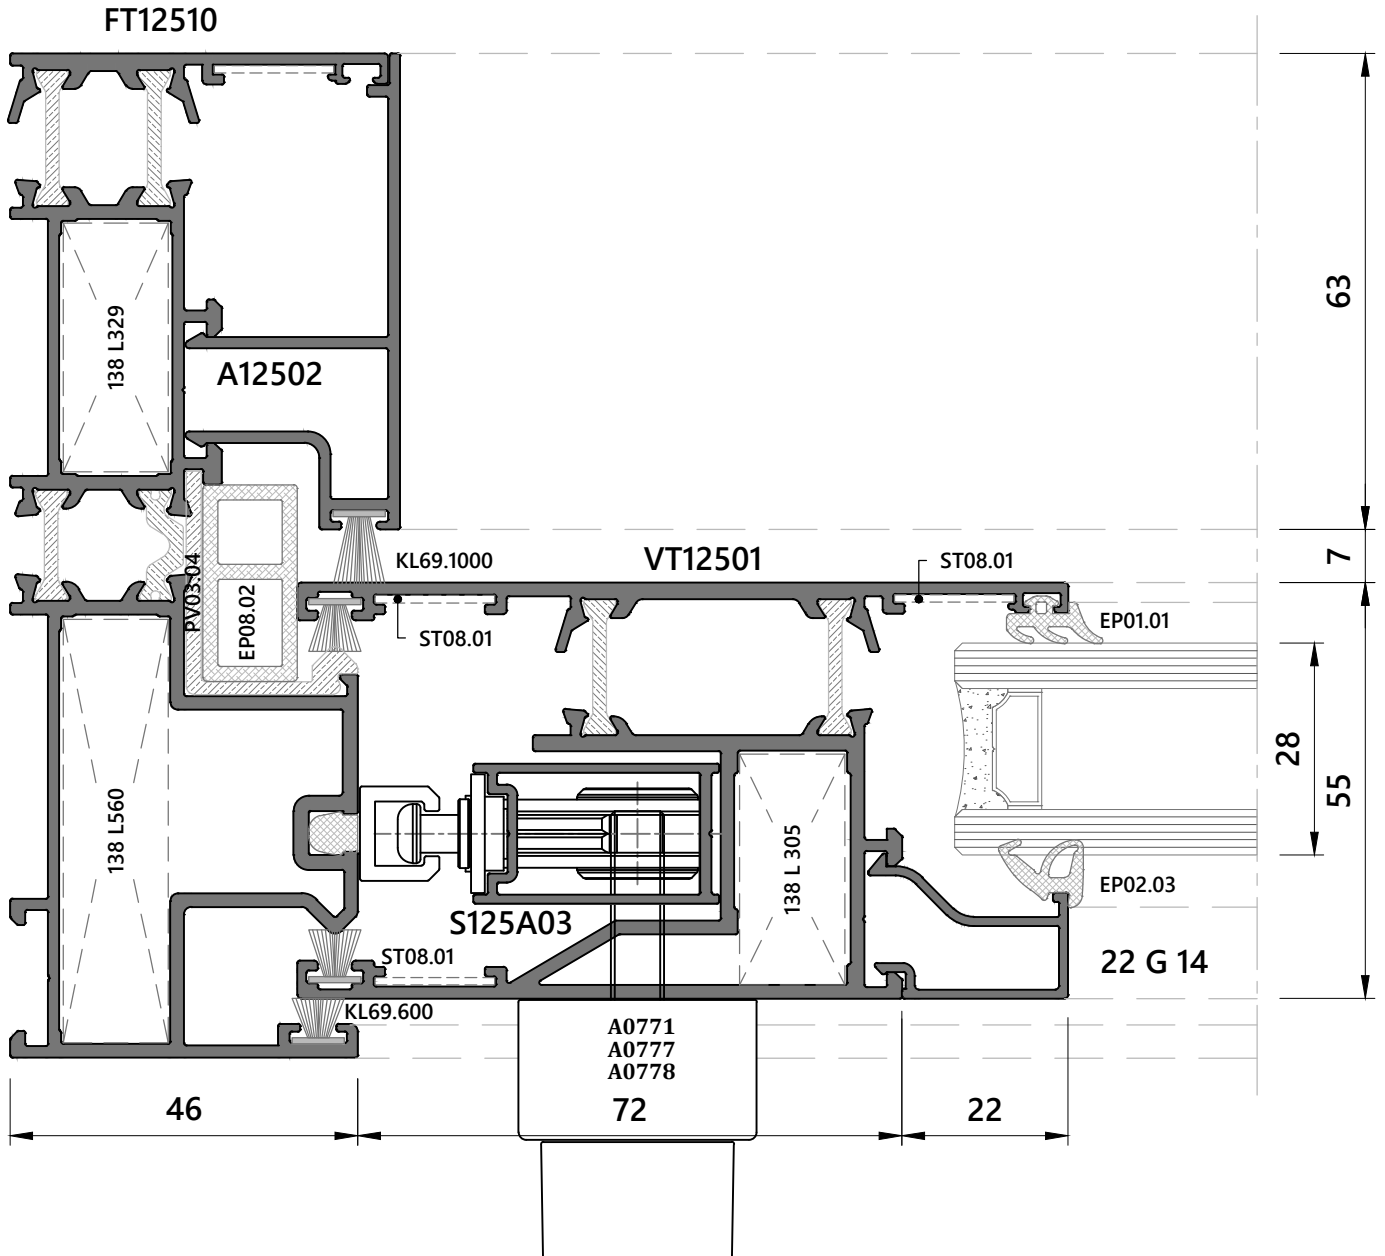 FT12510
138 L329
A12502
63
KL69.1000
VT12501
ST08.01
7
PV03.04
EP08.02
ST08.01
EP01.01
28
55
138 L560
138 L 305
EP02.03
S125A03
ST08.01
22 G 14
KL69.600
A0771
A0777
A0778
46
72
22